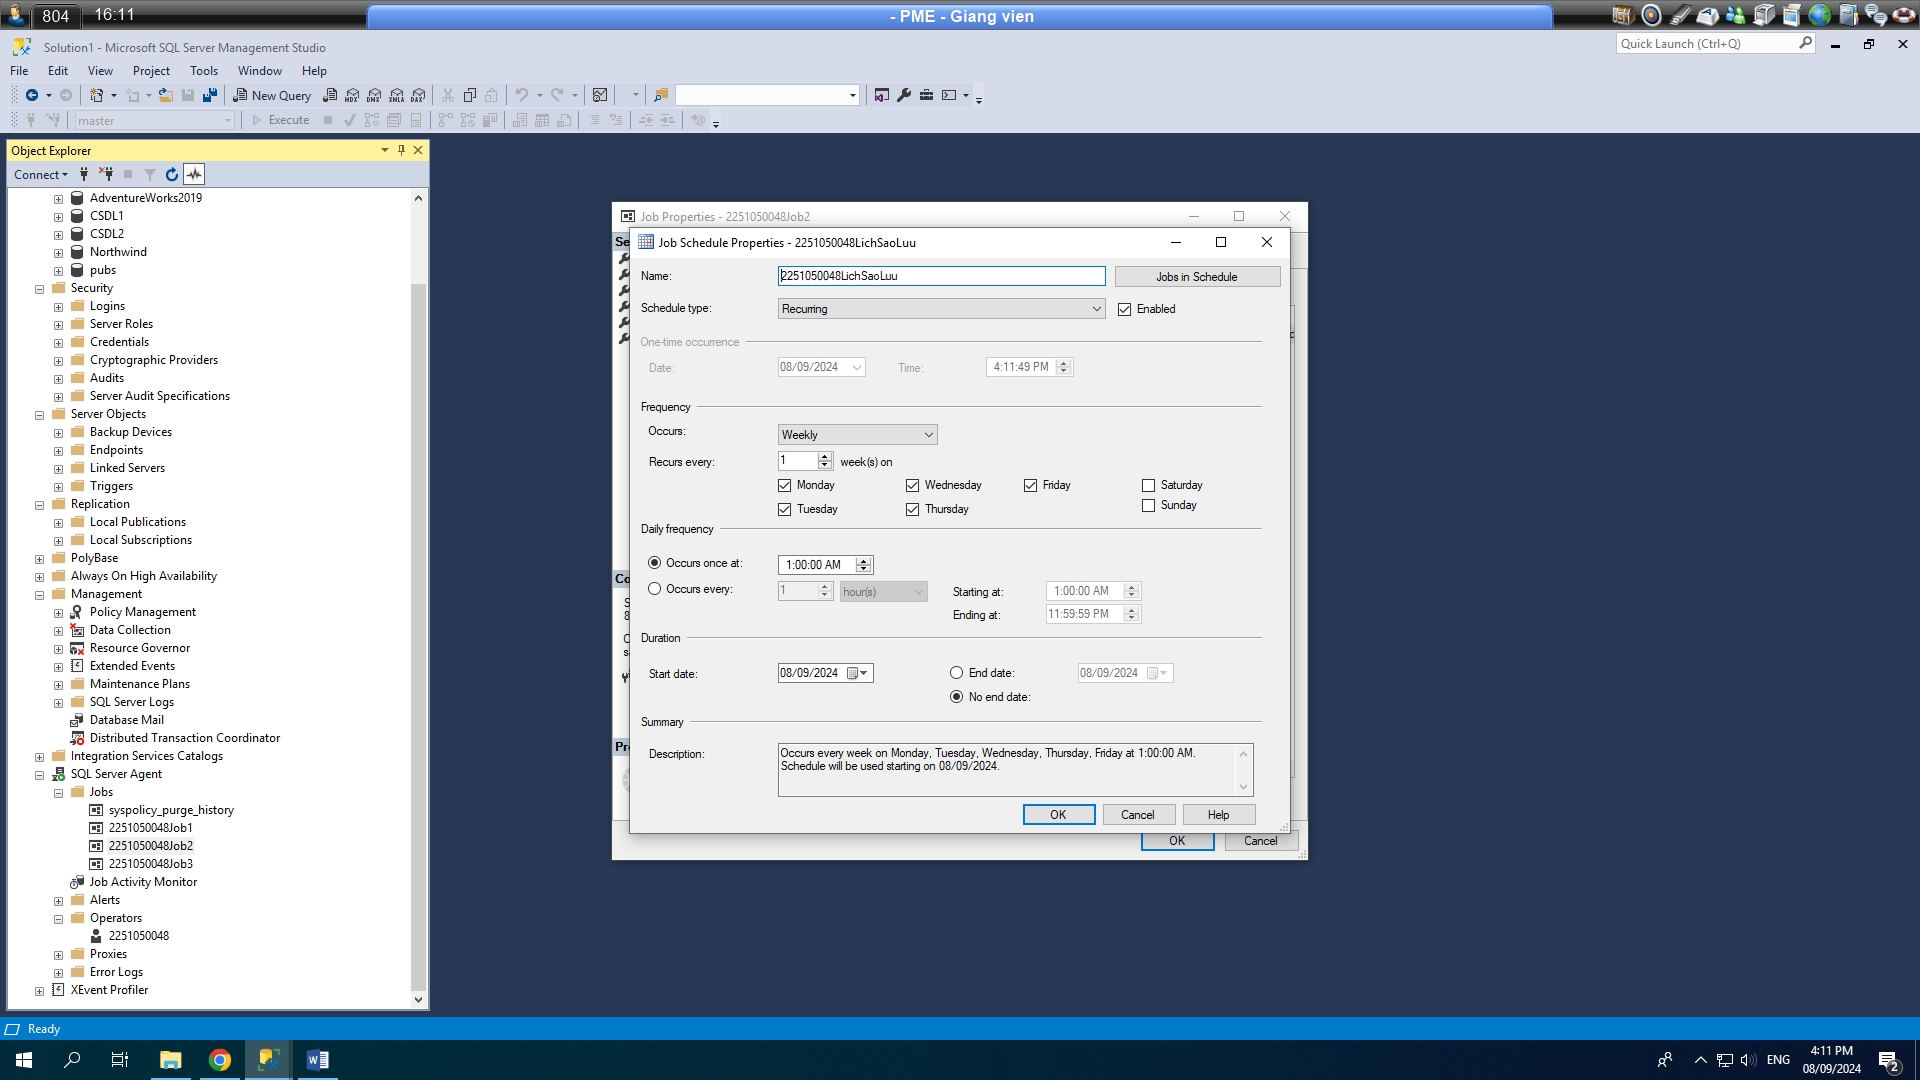 804
16:11
- PME - Giang vien
Solution1 - Microsoft SQL Server Management Studio
Quick Launch (Ctrl+Q)
File Edit View Project Tools Window Help
New Query
MDX DMX XMLA DAX
master
Execute
Object Explorer
Connect
AdventureWorks2019
CSDL1
CSDL2
Northwind
pubs
Security
Logins
Server Roles
Credentials
Cryptographic Providers
Audits
Server Audit Specifications
Server Objects
Backup Devices
Endpoints
Linked Servers
Triggers
Replication
Local Publications
Local Subscriptions
PolyBase
Always On High Availability
Management
Policy Management
Data Collection
Resource Governor
Extended Events
Maintenance Plans
SQL Server Logs
Database Mail
Distributed Transaction Coordinator
Integration Services Catalogs
SQL Server Agent
Jobs
syspolicy_purge_history
2251050048Job1
2251050048Job2
2251050048Job3
Job Activity Monitor
Alerts
Operators
2251050048
Proxies
Error Logs
XEvent Profiler
Job Properties - 2251050048Job2
Se
Co
S
8
C
s
Pr
OK Cancel
Job Schedule Properties - 2251050048LichSaoLuu
Name: 2251050048LichSaoLuu Jobs in Schedule
Schedule type: Recurring Enabled
One-time occurrence
Date: 08/09/2024 Time: 4:11:49 PM
Frequency
Occurs: Weekly
Recurs every: 1 week(s) on
Monday Wednesday Friday Saturday
Tuesday Thursday Sunday
Daily frequency
Occurs once at: 1:00:00 AM
Occurs every: 1 hour(s) Starting at: 1:00:00 AM
Ending at: 11:59:59 PM
Duration
Start date: 08/09/2024 End date: 08/09/2024
No end date:
Summary
Description: Occurs every week on Monday, Tuesday, Wednesday, Thursday, Friday at 1:00:00 AM.
Schedule will be used starting on 08/09/2024.
OK Cancel Help
Ready
ENG
4:11 PM
08/09/2024
2